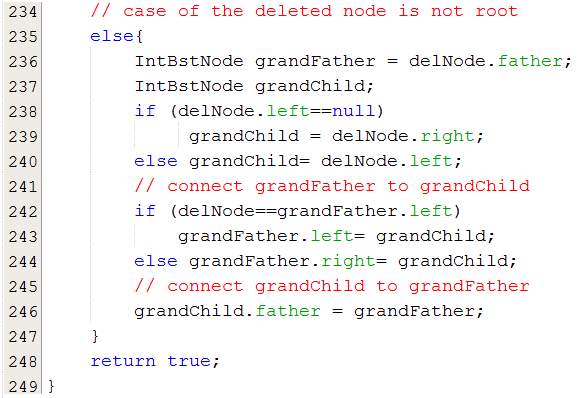 234 // case of the deleted node is not root
235 else{
236 IntBstNode grandFather = delNode.father;
237 IntBstNode grandChild;
238 if (delNode.left==null)
239 grandChild = delNode.right;
240 else grandChild= delNode.left;
241 // connect grandFather to grandChild
242 if (delNode==grandFather.left)
243 grandFather.left= grandChild;
244 else grandFather.right= grandChild;
245 // connect grandChild to grandFather
246 grandChild.father = grandFather;
247 }
248 return true;
249 }